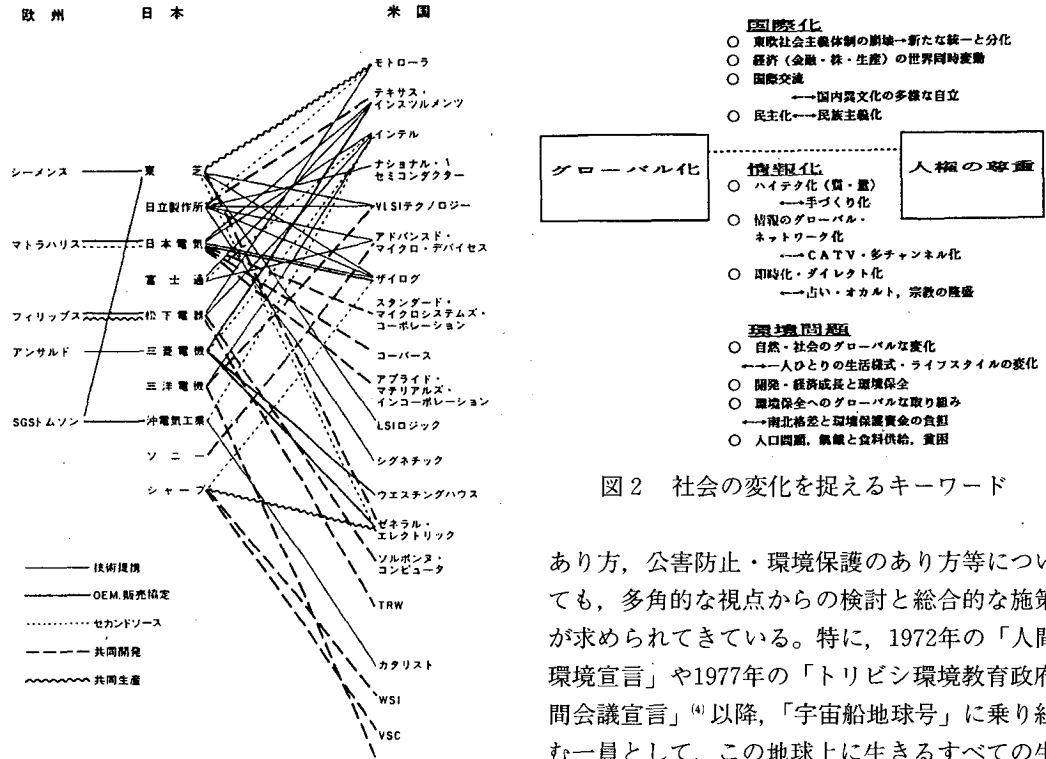 欧州 日本 米国
モトローラ
テキサス・
インスツルメンツ
インテル
ナショナル・
セミコンダクター
VLSIテクノロジー
アドバンスド・
マイクロ・デバイセス
ザイログ
スタンダード・
マイクロシステムズ・
コーポレーション
コーバース
アプライド・
マテリアルズ・
インコーポレーション
LSIロジック
シグネチック
ウエスチングハウス
ゼネラル・
エレクトリック
ソルボンヌ・
コンピュータ
TRW
カタリスト
WSI
VSC
シーメンス 東芝
日立製作所
マトラハリス 日本電気
富士通
フィリップス 松下電器
アンサルド 三菱電機
三洋電機
SGSトムソン 沖電気工業
ソニー
シャープ
技術提携
OEM,販売協定
セカンドソース
共同開発
共同生産
国際化
○ 東欧社会主義体制の崩壊→新たな統一と分化
○ 経済（金融・株・生産）の世界同時変動
○ 国際交流
←→国内異文化の多様な自立
○ 民主化←→民族主義化
グローバル化
人権の尊重
情報化
○ ハイテク化（質・量）
←→手づくり化
○ 情報のグローバル・
ネットワーク化
←→CATV・多チャンネル化
○ 即時化・ダイレクト化
←→占い・オカルト，宗教の隆盛
環境問題
○ 自然・社会のグローバルな変化
←→一人ひとりの生活様式・ライフスタイルの変化
○ 開発・経済成長と環境保全
○ 環境保全へのグローバルな取り組み
←→南北格差と環境保護資金の負担
○ 人口問題，飢餓と食料供給，貧困
図2 社会の変化を捉えるキーワード
あり方，公害防止・環境保護のあり方等につい
ても，多角的な視点からの検討と総合的な施策
が求められてきている。特に，1972年の「人間
環境宣言」や1977年の「トリビシ環境教育政府
間会議宣言」(4)以降，「宇宙船地球号」に乗り組
む一員として，この地球上に生きるすべての生